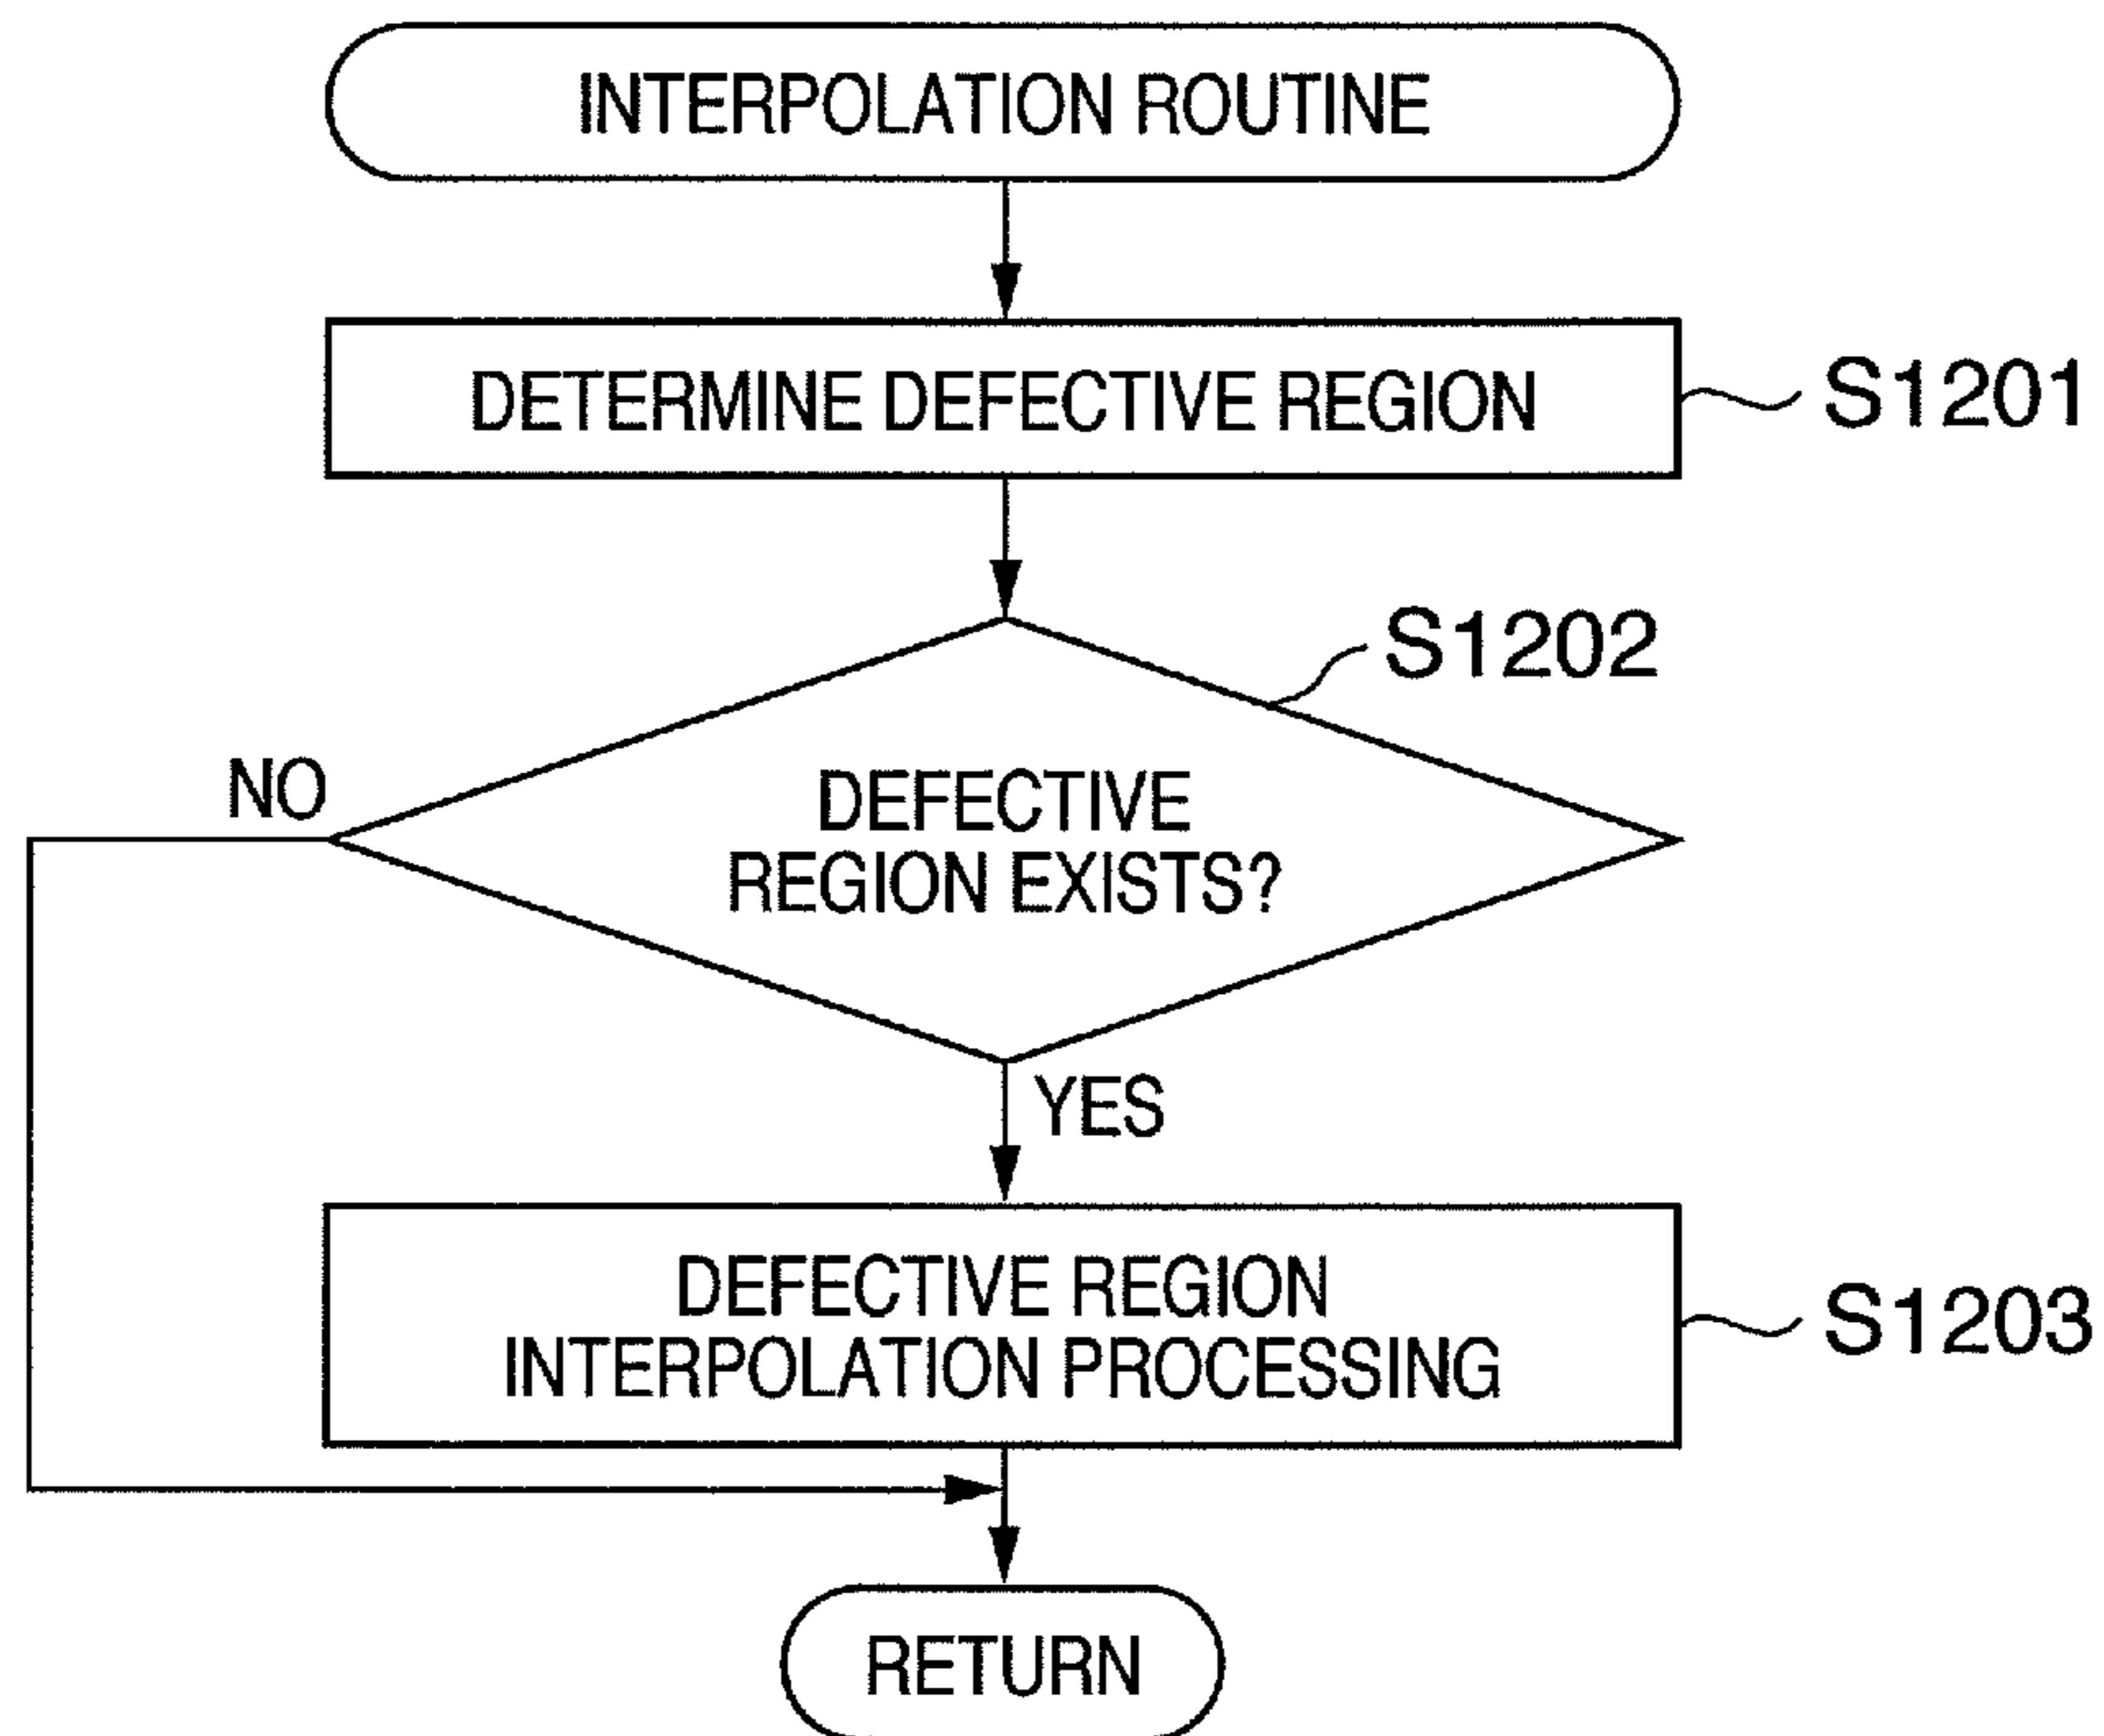 INTERPOLATION ROUTINE
DETERMINE DEFECTIVE REGION
S1201
S1202
DEFECTIVE
REGION EXISTS?
NO
YES
DEFECTIVE REGION
INTERPOLATION PROCESSING
S1203
RETURN